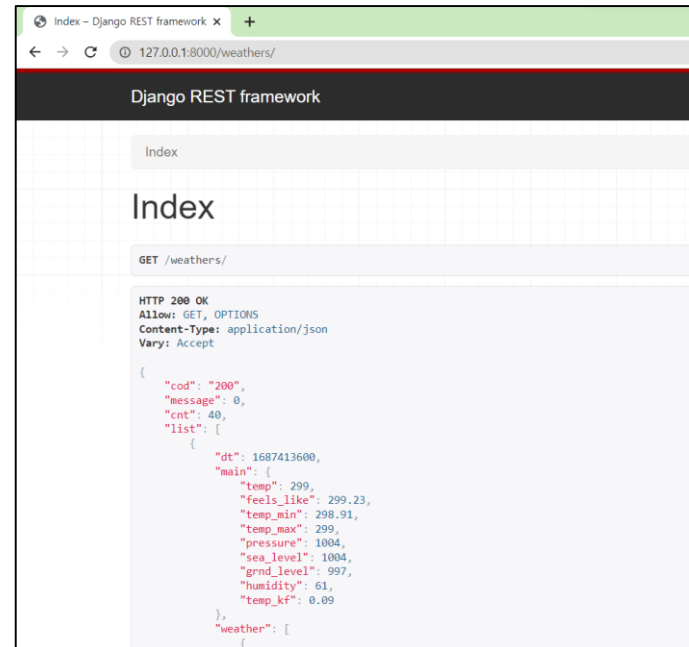 Index – Django REST framework
127.0.0.1:8000/weathers/
Django REST framework
Index
Index
GET /weathers/
HTTP 200 OK
Allow: GET, OPTIONS
Content-Type: application/json
Vary: Accept
{
    "cod": "200",
    "message": 0,
    "cnt": 40,
    "list": [
        {
            "dt": 1687413600,
            "main": {
                "temp": 299,
                "feels_like": 299.23,
                "temp_min": 298.91,
                "temp_max": 299,
                "pressure": 1004,
                "sea_level": 1004,
                "grnd_level": 997,
                "humidity": 61,
                "temp_kf": 0.09
            },
            "weather": [
                {